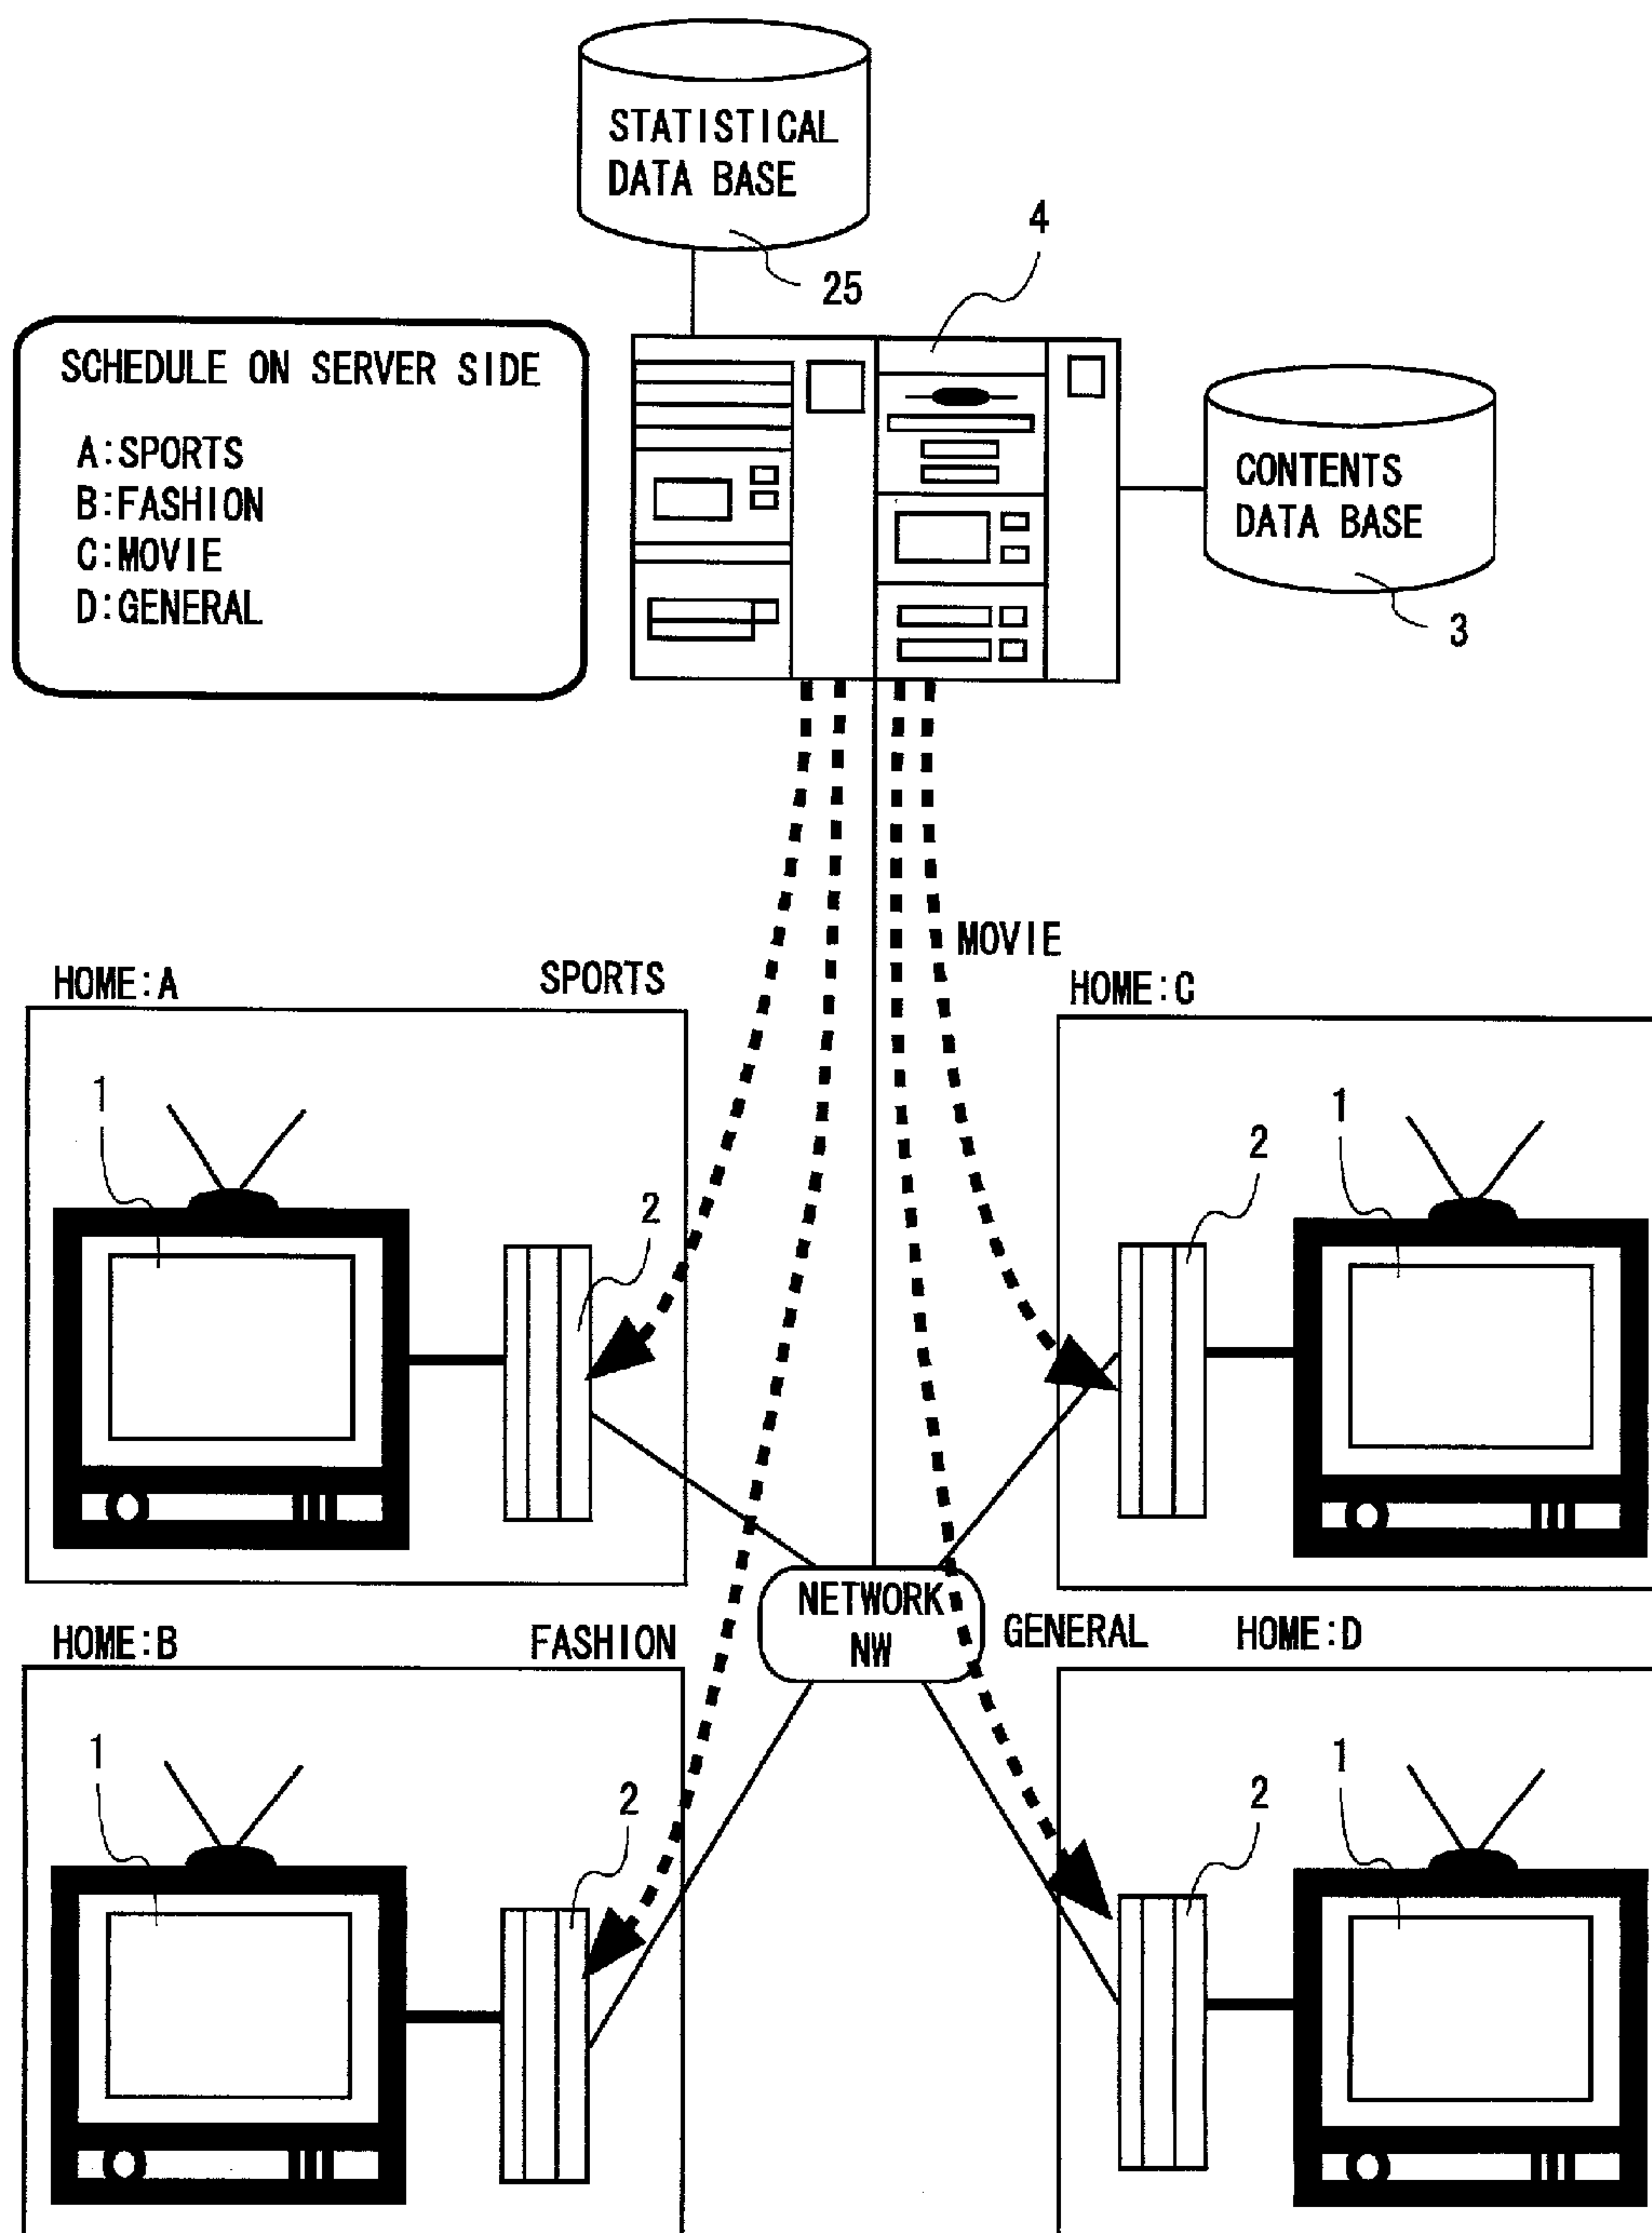 STATISTICAL
DATA BASE
25
4
SCHEDULE ON SERVER SIDE
A:SPORTS
B:FASHION
C:MOVIE
D:GENERAL
CONTENTS
DATA BASE
3
MOVIE
HOME:A
SPORTS
HOME:C
1
2
2
1
NETWORK
NW
HOME:B
FASHION
GENERAL
HOME:D
1
2
2
1